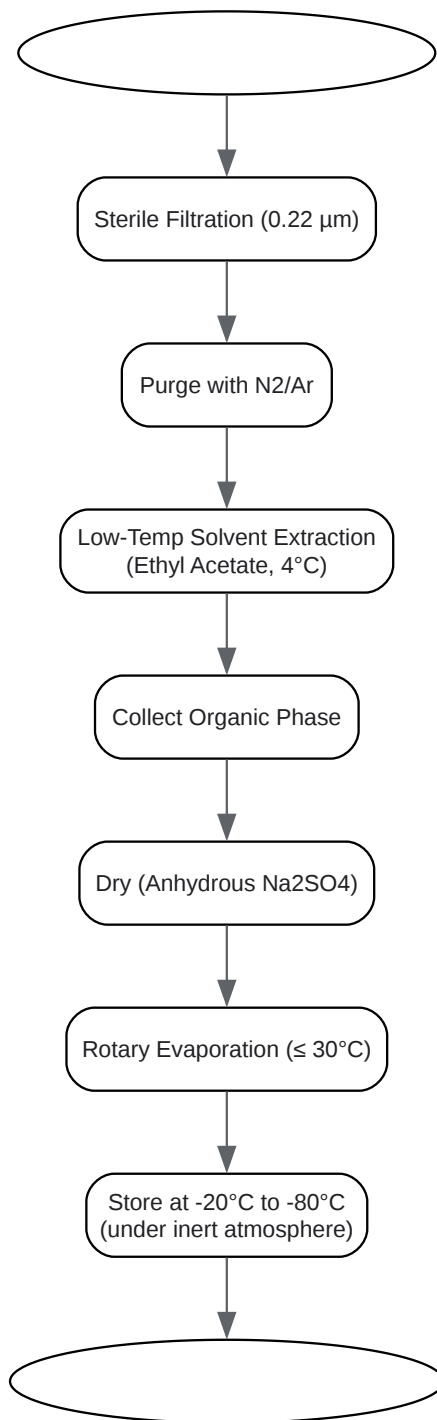 Sterile Filtration (0.22 µm)
Purge with N2/Ar
Low-Temp Solvent Extraction
(Ethyl Acetate, 4°C)
Collect Organic Phase
Dry (Anhydrous Na2SO4)
Rotary Evaporation (≤ 30°C)
Store at -20°C to -80°C
(under inert atmosphere)